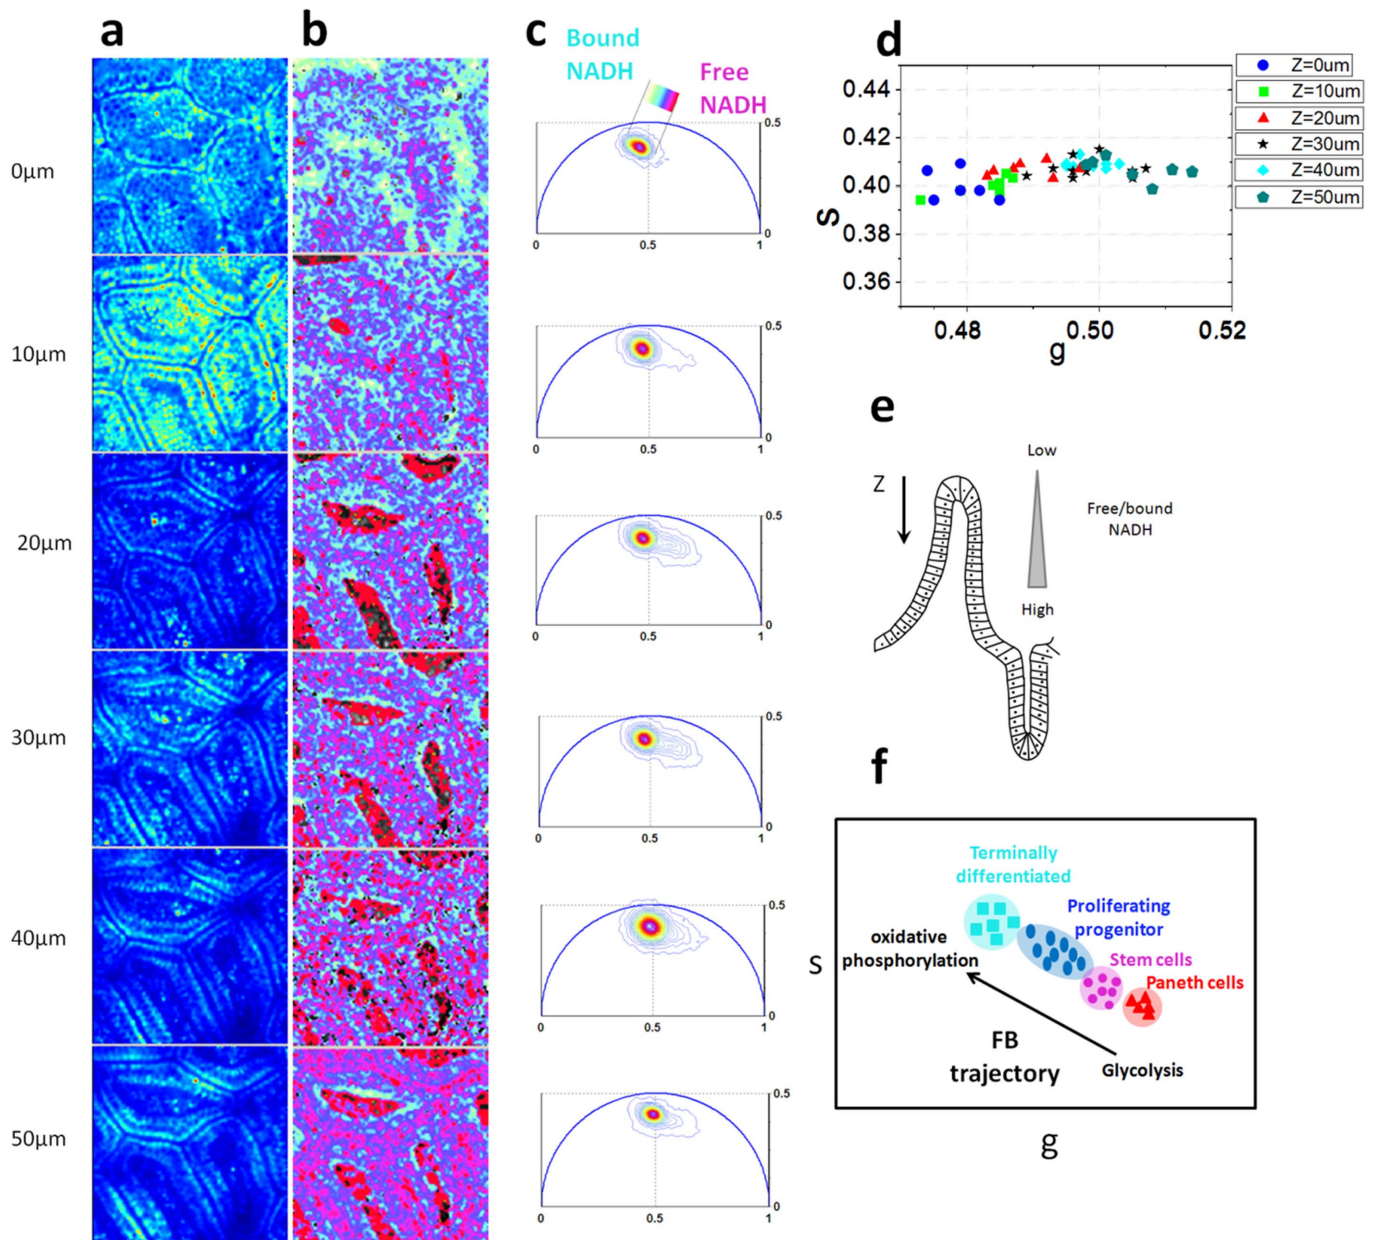 a
b
c
d
Bound
NADH
Free
NADH
0μm
10μm
20μm
30μm
40μm
50μm
0.5
0
0
0.5
1
0.5
0
0
0.5
1
0.5
0
0
0.5
1
0.5
0
0
0.5
1
0.5
0
0
0.5
1
0.5
0
0
0.5
1
0.44
0.42
0.40
0.38
0.36
S
0.48
0.50
0.52
g
Z=0um
Z=10um
Z=20um
Z=30um
Z=40um
Z=50um
e
Z
Low
Free/bound
NADH
High
f
Terminally
differentiated
Proliferating
progenitor
Stem cells
Paneth cells
oxidative
phosphorylation
FB
trajectory
Glycolysis
S
g